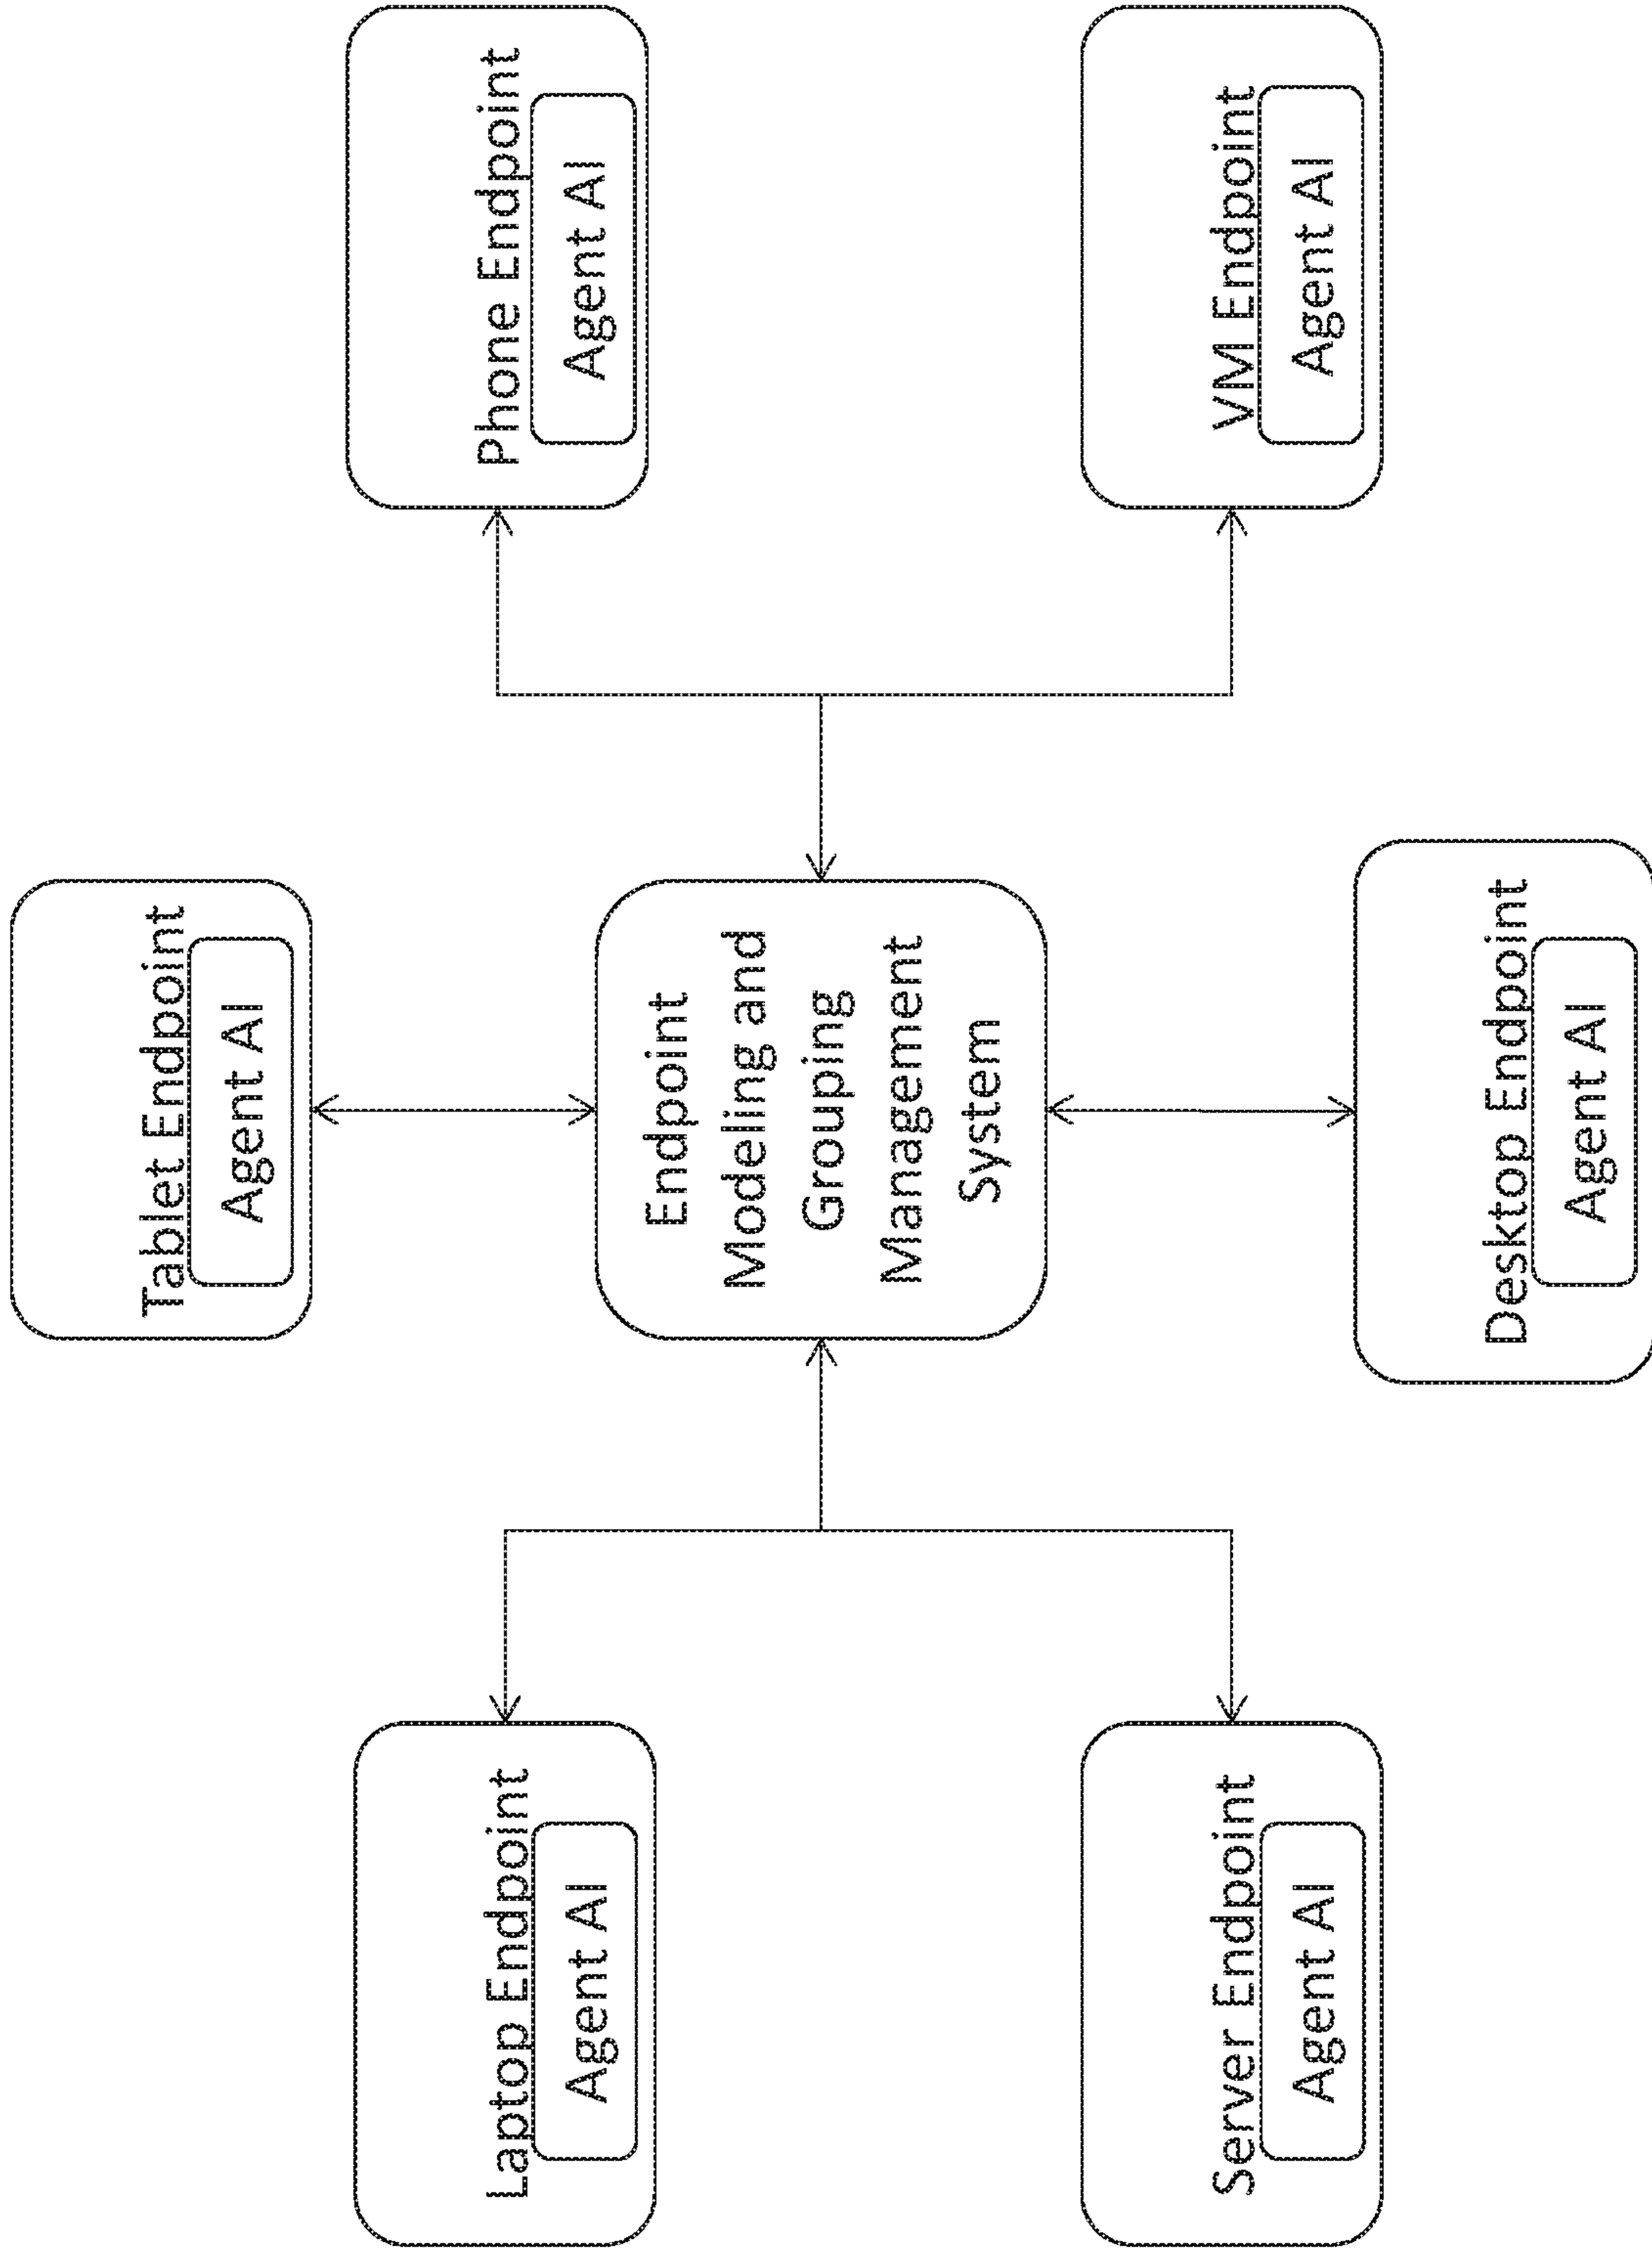 Tablet Endpoint
Agent AI
Laptop Endpoint
Agent AI
Phone Endpoint
Agent AI
Endpoint
Modeling and
Grouping
Management
System
Server Endpoint
Agent AI
VM Endpoint
Agent AI
Desktop Endpoint
Agent AI